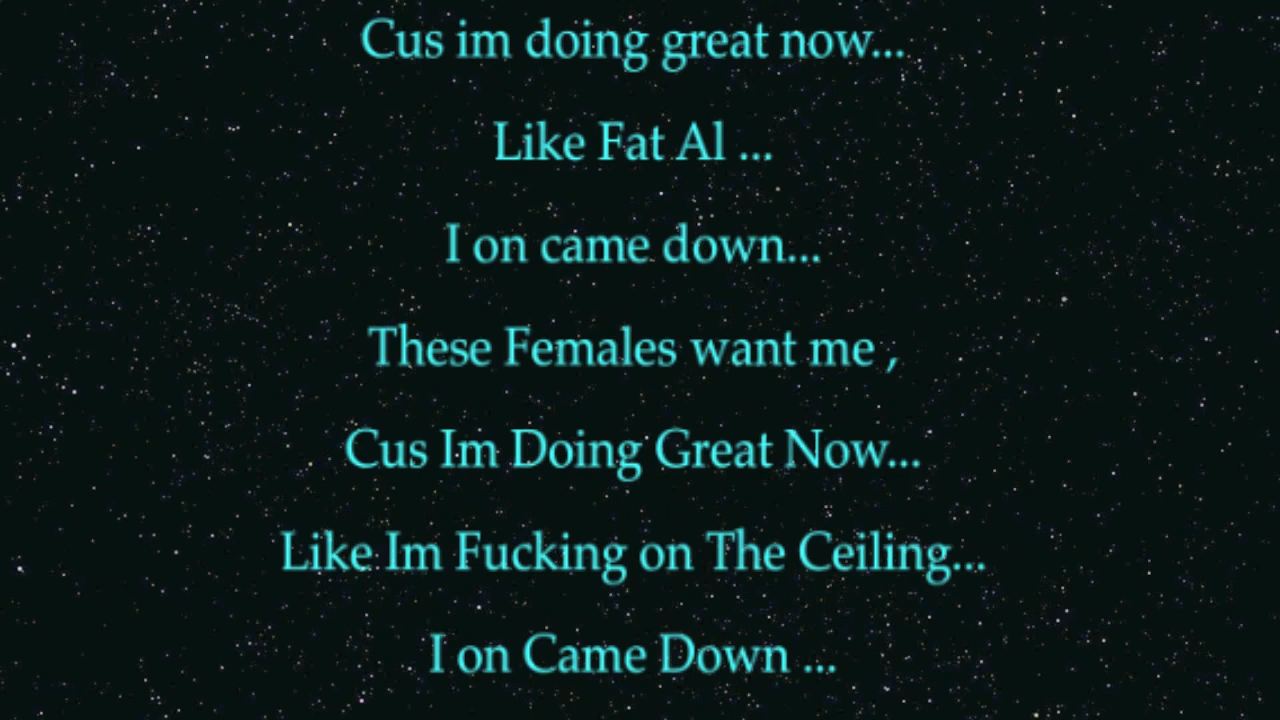 Cus im doing great now...
Like Fat Al ...
I on came down...
These Females want me ,
Cus Im Doing Great Now...
Like Im Fucking on The Ceiling...
I on Came Down ...